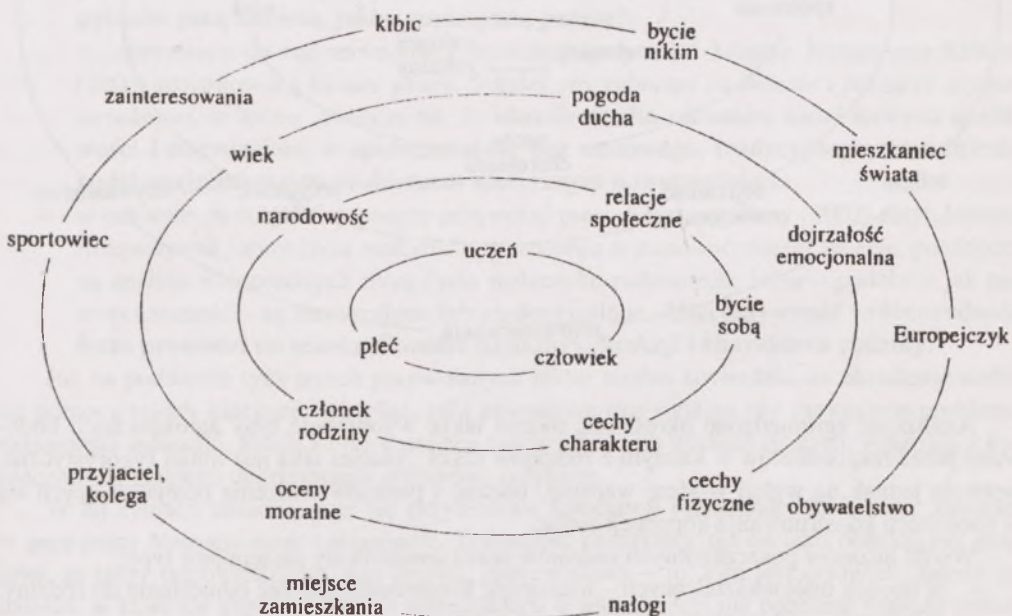 kibic
bycie
nikim
zainteresowania
pogoda
ducha
wiek
mieszkaniec
świata
relacje
społeczne
narodowość
sportowiec
dojrzałość
emocjonalna
uczeń
bycie
sobą
Europejczyk
płeć
człowiek
członek
rodziny
cechy
charakteru
przyjaciel,
kolega
oceny
moralne
cechy
fizyczne
obywatelstwo
miejsce
zamieszkania
nałogi